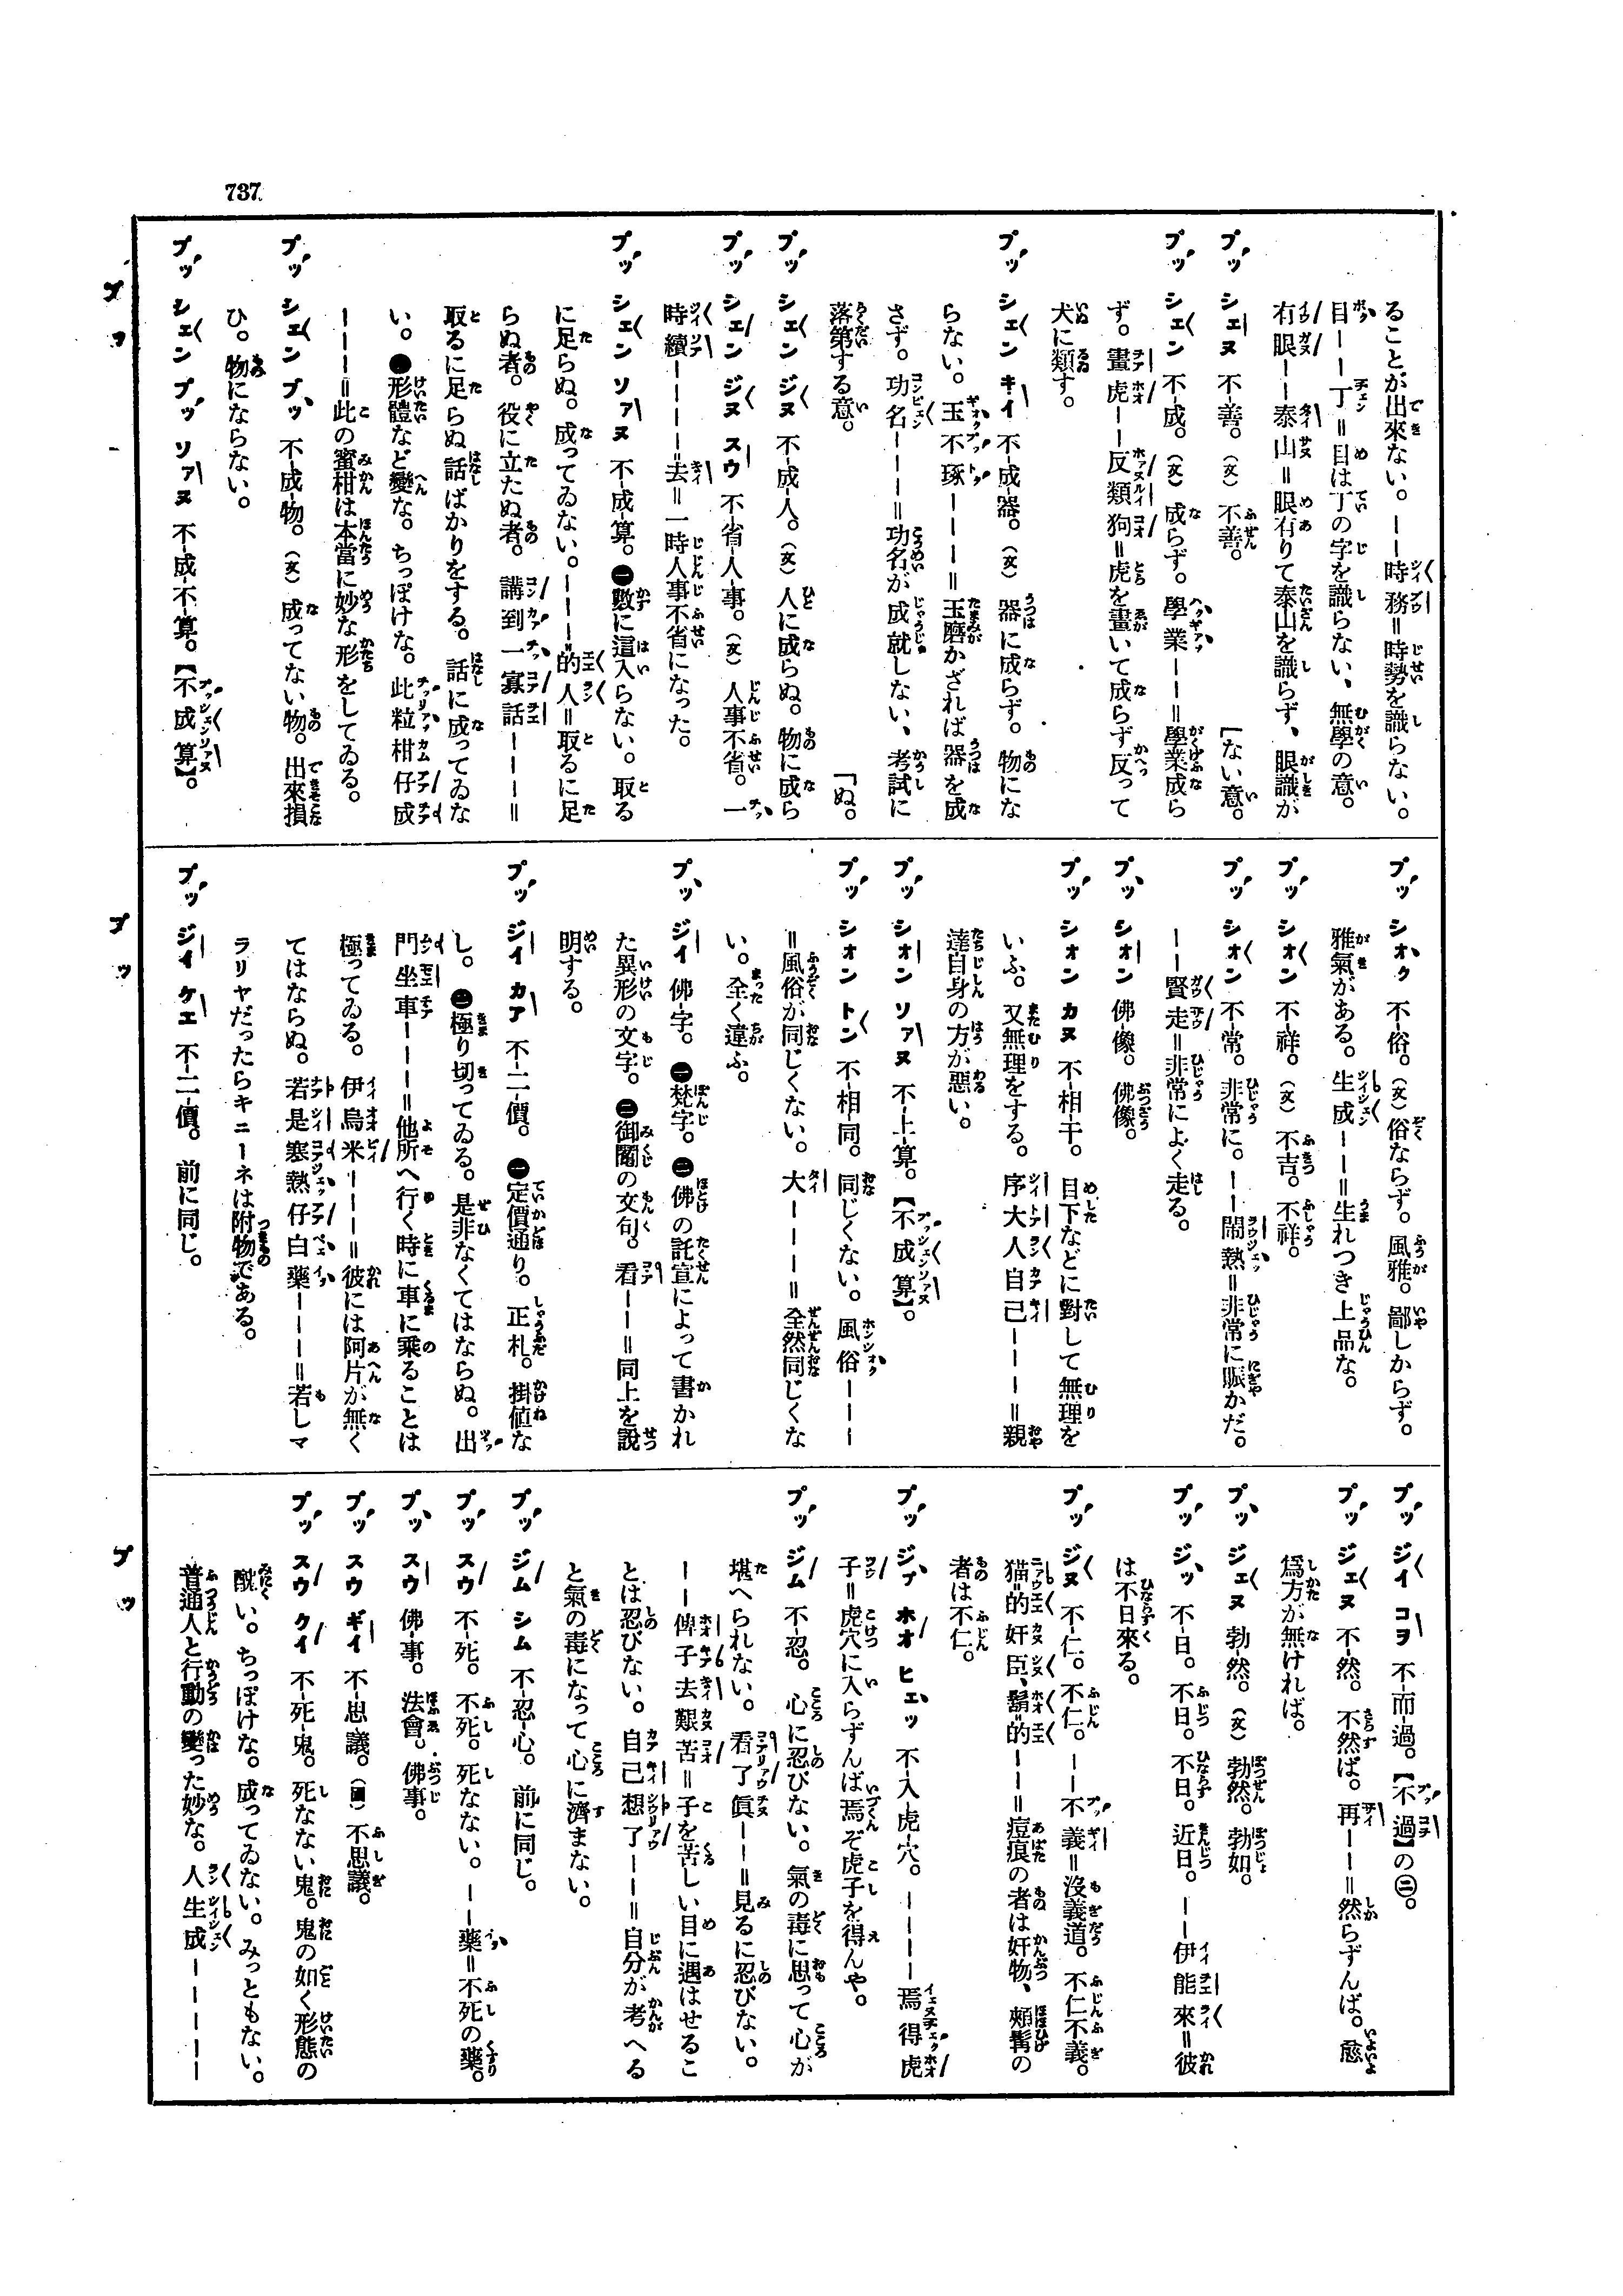 737
ることが出來ない。――時務＝時勢を識らない。
目――丁＝目は丁の字を識らない、無學の意。
有眼――泰山＝眼有りて泰山を識らず、眼識が
プッ シェヌ 不-善。（文）不善。 ［ない意。
プッ シェン 不-成。（文）成らず。學業――＝學業成ら
ず。畫虎――反類狗＝虎を畫いて成らず反って
犬に類す。
プッ シェン キイ 不-成-器。（文）器に成らず。物にな
らない。玉不琢―――＝玉磨かざれば器を成
さず。功名―――＝功名が成就しない、考試に
落第する意。 「ぬ。
プッ シェン ジヌ 不-成-人。（文）人に成らぬ。物に成ら
プッ シェン ジヌ スウ 不-省-人-事。（文）人事不省。一
時續――――＝去＝一時人事不省になった。
プッ シェン ソァヌ 不-成-算。㊀數に這入らない。取る
に足らぬ。成ってゐない。―――的人＝取るに足
らぬ者。役に立たぬ者。講到一寡話―――＝
取るに足らぬ話ばかりをする。話に成ってゐな
い。㊁形體など變な。ちっぽけな。此粒柑仔成
―――＝此の蜜柑は本當に妙な形をしてゐる。
プッ シェン プッ 不-成-物。（文）成ってない物。出來損
ひ。物にならない。
プッ シェン プッ ソァヌ 不-成-不-算。【不成算】。
プッ シォク 不-俗。（文）俗ならず。風雅。鄙しからず。
雅氣がある。生成――＝生れつき上品な。
プッ シォン 不-祥。（文）不吉。不祥。
プッ シォン 不-常。非常に。――鬧熱＝非常に賑かだ。
――賢走＝非常によく走る。
プッ シォン 佛-像。佛像。
プッ シォン カヌ 不-相-干。目下などに對して無理を
いふ。又無理をする。序大人自己―――＝親
達自身の方が惡い。
プッ シォン ソァヌ 不-上-算。【不成算】。
プッ シォン トン 不-相-同。同じくない。風俗―――
＝風俗が同じくない。大―――＝全然同じくな
い。全く違ふ。
プッ ジイ 佛-字。㊀梵字。㊁佛の託宣によって書かれ
た異形の文字。㊂御鬮の文句。看――＝同上を説
明する。
プッ ジイ カア 不-二-價。㊀定價通り。正札。掛値な
し。㊁極り切ってゐる。是非なくてはならぬ。出
門坐車―――＝他所へ行く時に車に乘ることは
極ってゐる。伊烏米―――＝彼には阿片が無く
てはならぬ。若是寒熱仔白藥―――＝若しマ
ラリヤだったらキニーネは附物である。
プッ ジイ ケエ 不-二-價。前に同じ。
プッ ジイ コヲ 不-而-過。【不過】の㊁。
プッ ジェヌ 不-然。不然ば。再――＝然らずんば。愈
爲方が無ければ。
プッ ジェヌ 勃-然。（文）勃然。勃如。
プッ ジッ 不-日。不日。不日。近日。――伊能來＝彼
は不日來る。
プッ ジヌ 不-仁。不仁。――不義＝沒義道。不仁不義。
猫-的奸臣、鬍-的――＝痘痕の者は奸物、頰髯の
者は不仁。
プッ ジプ ホオ ヒェッ 不-入-虎-穴。――――焉得虎
子＝虎穴に入らずんば焉ぞ虎子を得んや。
プッ ジム 不-忍。心に忍びない。氣の毒に思って心が
堪へられない。看了眞――＝見るに忍びない。
――俾子去艱苦＝子を苦しい目に遇はせるこ
とは忍びない。自己想了――＝自分が考へる
と氣の毒になって心に濟まない。
プッ ジム シム 不-忍-心。前に同じ。
プッ スウ 不-死。不死。死なない。――藥＝不死の藥。
プッ スウ 佛-事。法會。佛事。
プッ スウ ギイ 不-思-議。（國）不思議。
プッ スウ クイ 不-死-鬼。死なない鬼。鬼の如く形態の
醜い。ちっぽけな。成ってゐない。みっともない。
普通人と行動の變った妙な。人生成――――
プッ
プッ
プッ